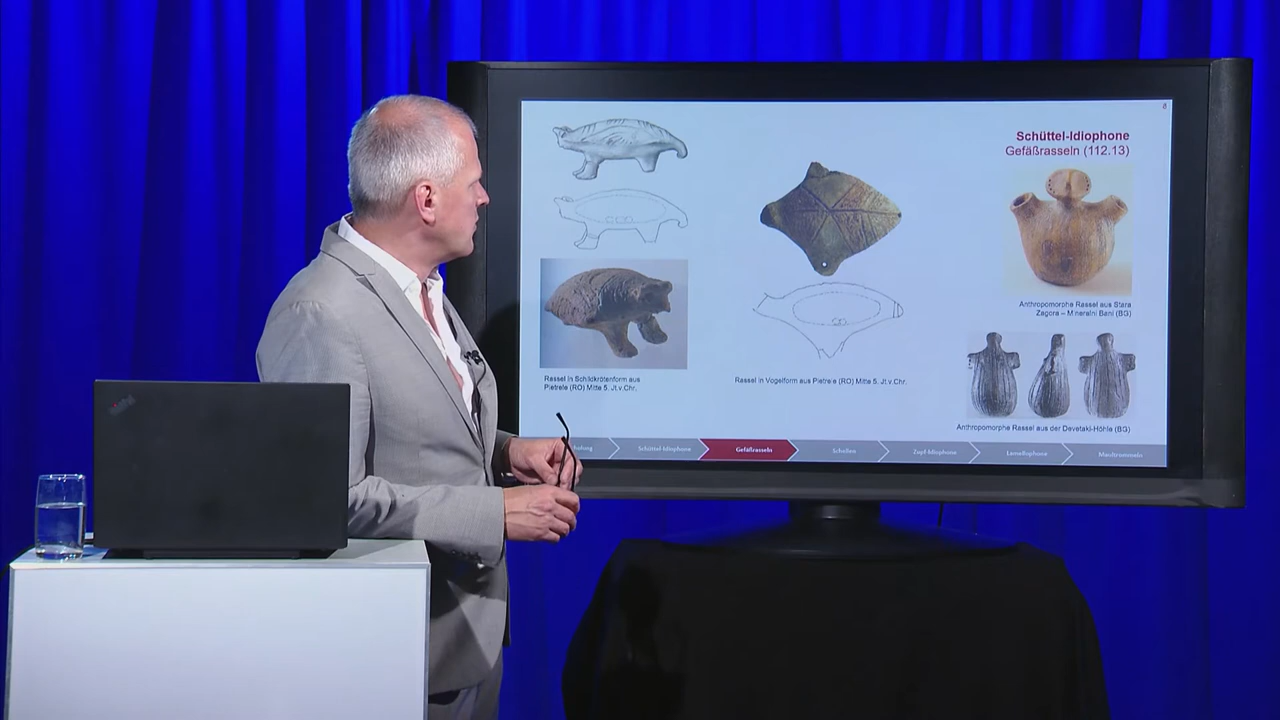 8
Schüttel-Idiophone
Gefäßrasseln (112.13)
Anthropomorphe Rassel aus Stara
Zagora – Mineralni Bani (BG)
Rassel in Schildkrötenform aus
Pietrele (RO) Mitte 5. Jt.v.Chr.
Rassel in Vogelform aus Pietrele (RO) Mitte 5. Jt.v.Chr.
Anthropomorphe Rassel aus der Devetaki-Höhle (BG)
Schüttel-Idiophone Gefäßrasseln Schellen Zupf-Idiophone Lamellophone Maultrommeln
ThinkPad